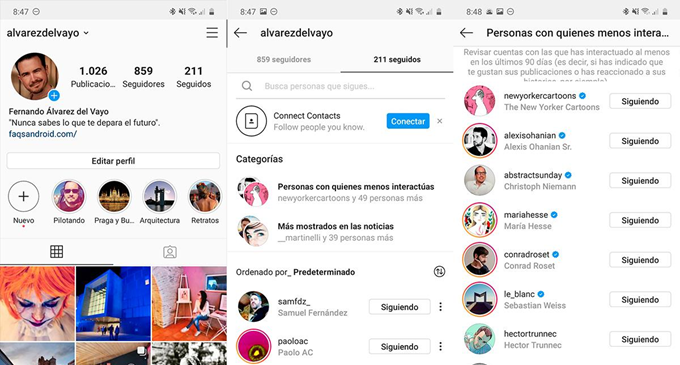 8:47
alvarezdelvayo
1.026
859
211
Publicacio...
Seguidores
Seguidos
Fernando Álvarez del Vayo
"Nunca sabes lo que te depara el futuro".
faqsandroid.com/
Editar perfil
Nuevo
Pilotando
Praga y Bu...
Arquitectura
Retratos
8:47
alvarezdelvayo
859 seguidores
211 seguidos
Busca personas que sigues...
Connect Contacts
Follow people you know.
Conectar
Categorías
Personas con quienes menos interactúas
newyorkercartoons y 49 personas más
Más mostrados en las noticias
__martinelli y 39 personas más
Ordenado por_ Predeterminado
samfdz_
Samuel Fernández
Siguiendo
paoloac
Paolo AC
Siguiendo
8:48
Personas con quienes menos intera...
Revisar cuentas con las que has interactuado al menos
en los últimos 90 días (es decir, si has indicado que
te gustan sus publicaciones o has reaccionado a sus
newyorkercartoons
The New Yorker Cartoons
Siguiendo
alexisohanian
Alexis Ohanian Sr.
Siguiendo
abstractsunday
Christoph Niemann
Siguiendo
mariahesse
María Hesse
Siguiendo
conradroset
Conrad Roset
Siguiendo
le_blanc
Sebastian Weiss
Siguiendo
hectortrunnec
Hector Trunnec
Siguiendo